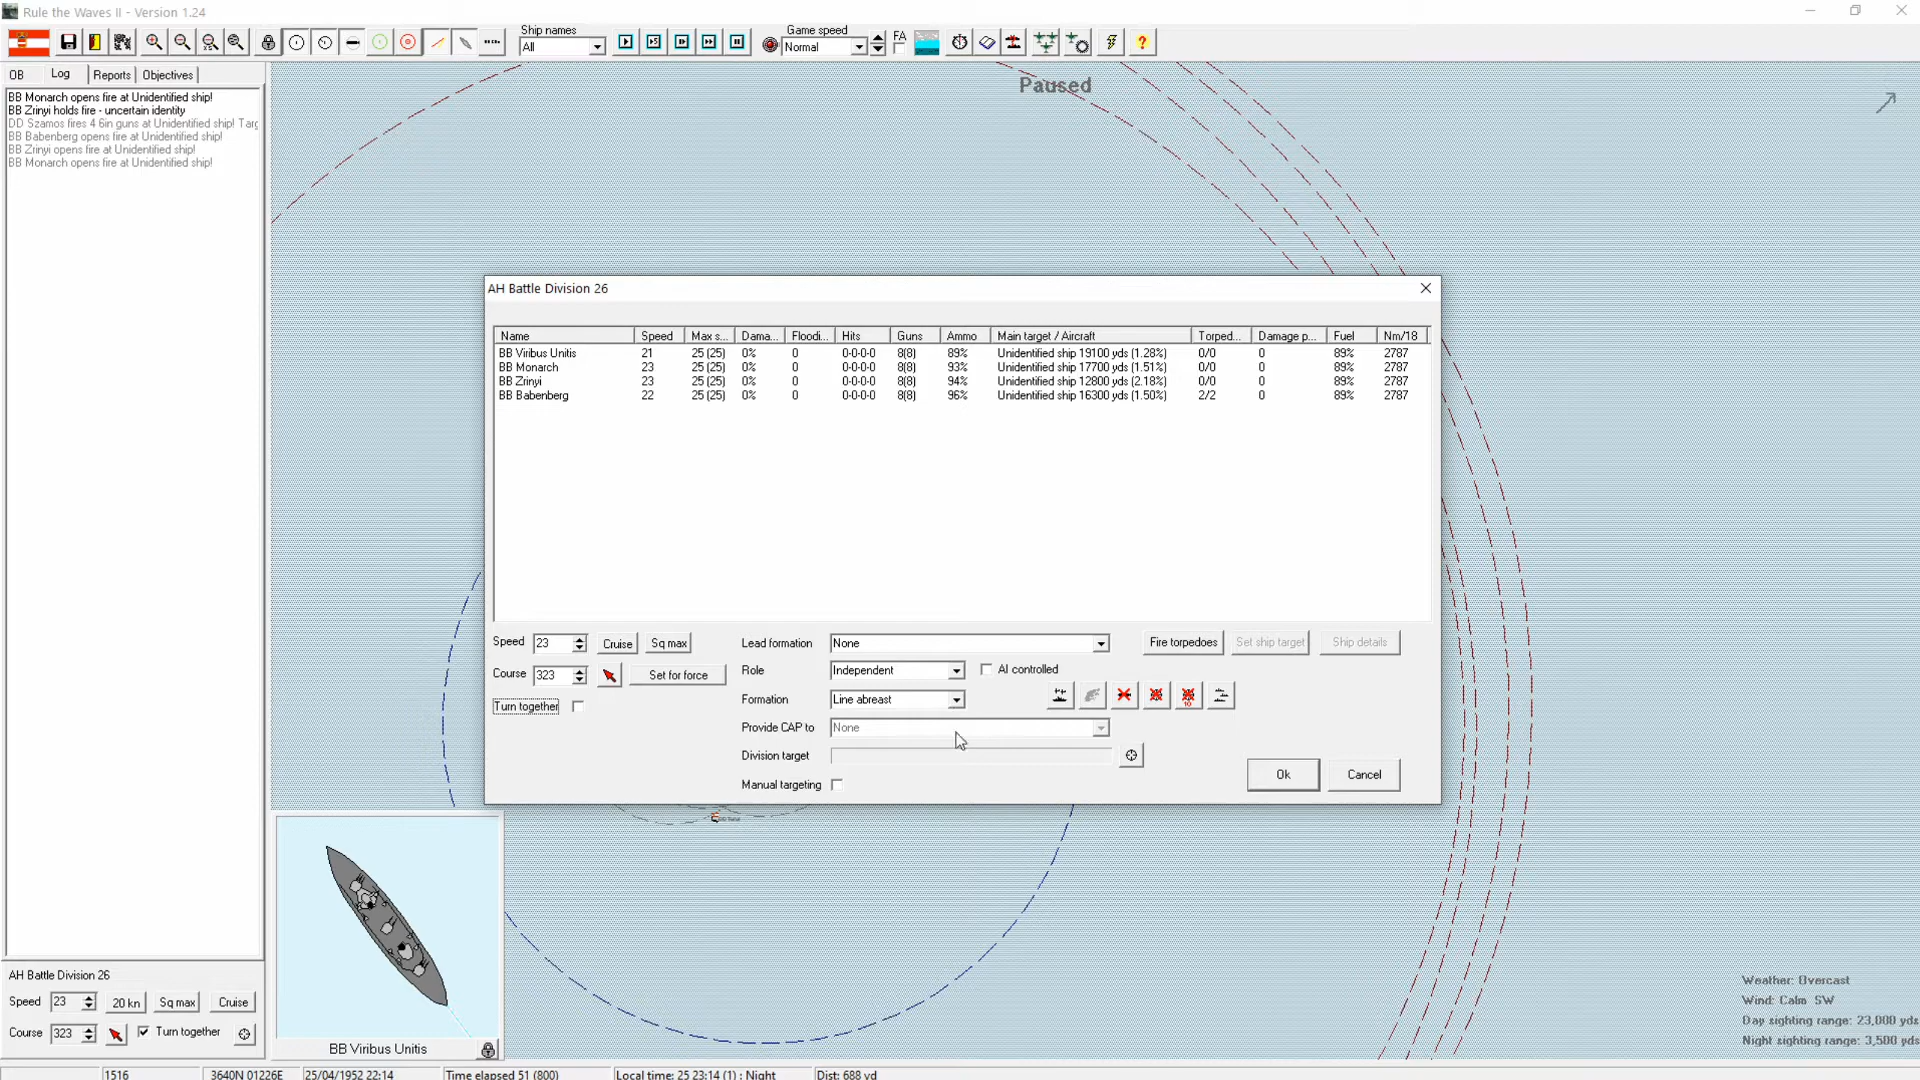 Rule the Waves II - Version 1.24
Ship names
All
Game speed
Normal
FA
OB
Log
Reports
Objectives
BB Monarch opens fire at Unidentified ship!
BB Zrinyi holds fire - uncertain identity
DD Szamos fires 4 6in guns at Unidentified ship! Targ
BB Babenberg opens fire at Unidentified ship!
BB Zrinyi opens fire at Unidentified ship!
BB Monarch opens fire at Unidentified ship!
Paused
AH Battle Division 26
Name Speed Max s... Dama... Floodi... Hits Guns Ammo Main target / Aircraft Torped... Damage p... Fuel Nm/18
BB Viribus Unitis 21 25 (25) 0% 0 0-0-0-0 8(8) 89% Unidentified ship 19100 yds (1.28%) 0/0 0 89% 2787
BB Monarch 23 25 (25) 0% 0 0-0-0-0 8(8) 93% Unidentified ship 17700 yds (1.51%) 0/0 0 89% 2787
BB Zrinyi 23 25 (25) 0% 0 0-0-0-0 8(8) 94% Unidentified ship 12800 yds (2.18%) 0/0 0 89% 2787
BB Babenberg 22 25 (25) 0% 0 0-0-0-0 8(8) 96% Unidentified ship 16300 yds (1.50%) 2/2 0 89% 2787
Speed 23 Cruise Sq max
Course 323 Set for force
Turn together
Lead formation None
Role Independent AI controlled
Formation Line abreast
Provide CAP to None
Division target
Manual targeting
Fire torpedoes Set ship target Ship details
10
Ok Cancel
AH Battle Division 26
Speed 23 20 kn Sq max Cruise
Course 323 Turn together
BB Viribus Unitis
Weather: Overcast
Wind: Calm SW
Day sighting range: 23,000 yds
Night sighting range: 3,500 yds
1516 3640N 01226E 25/04/1952 22:14 Time elapsed 51 (800) Local time: 25 23:14 (1) : Night Dist: 688 yd